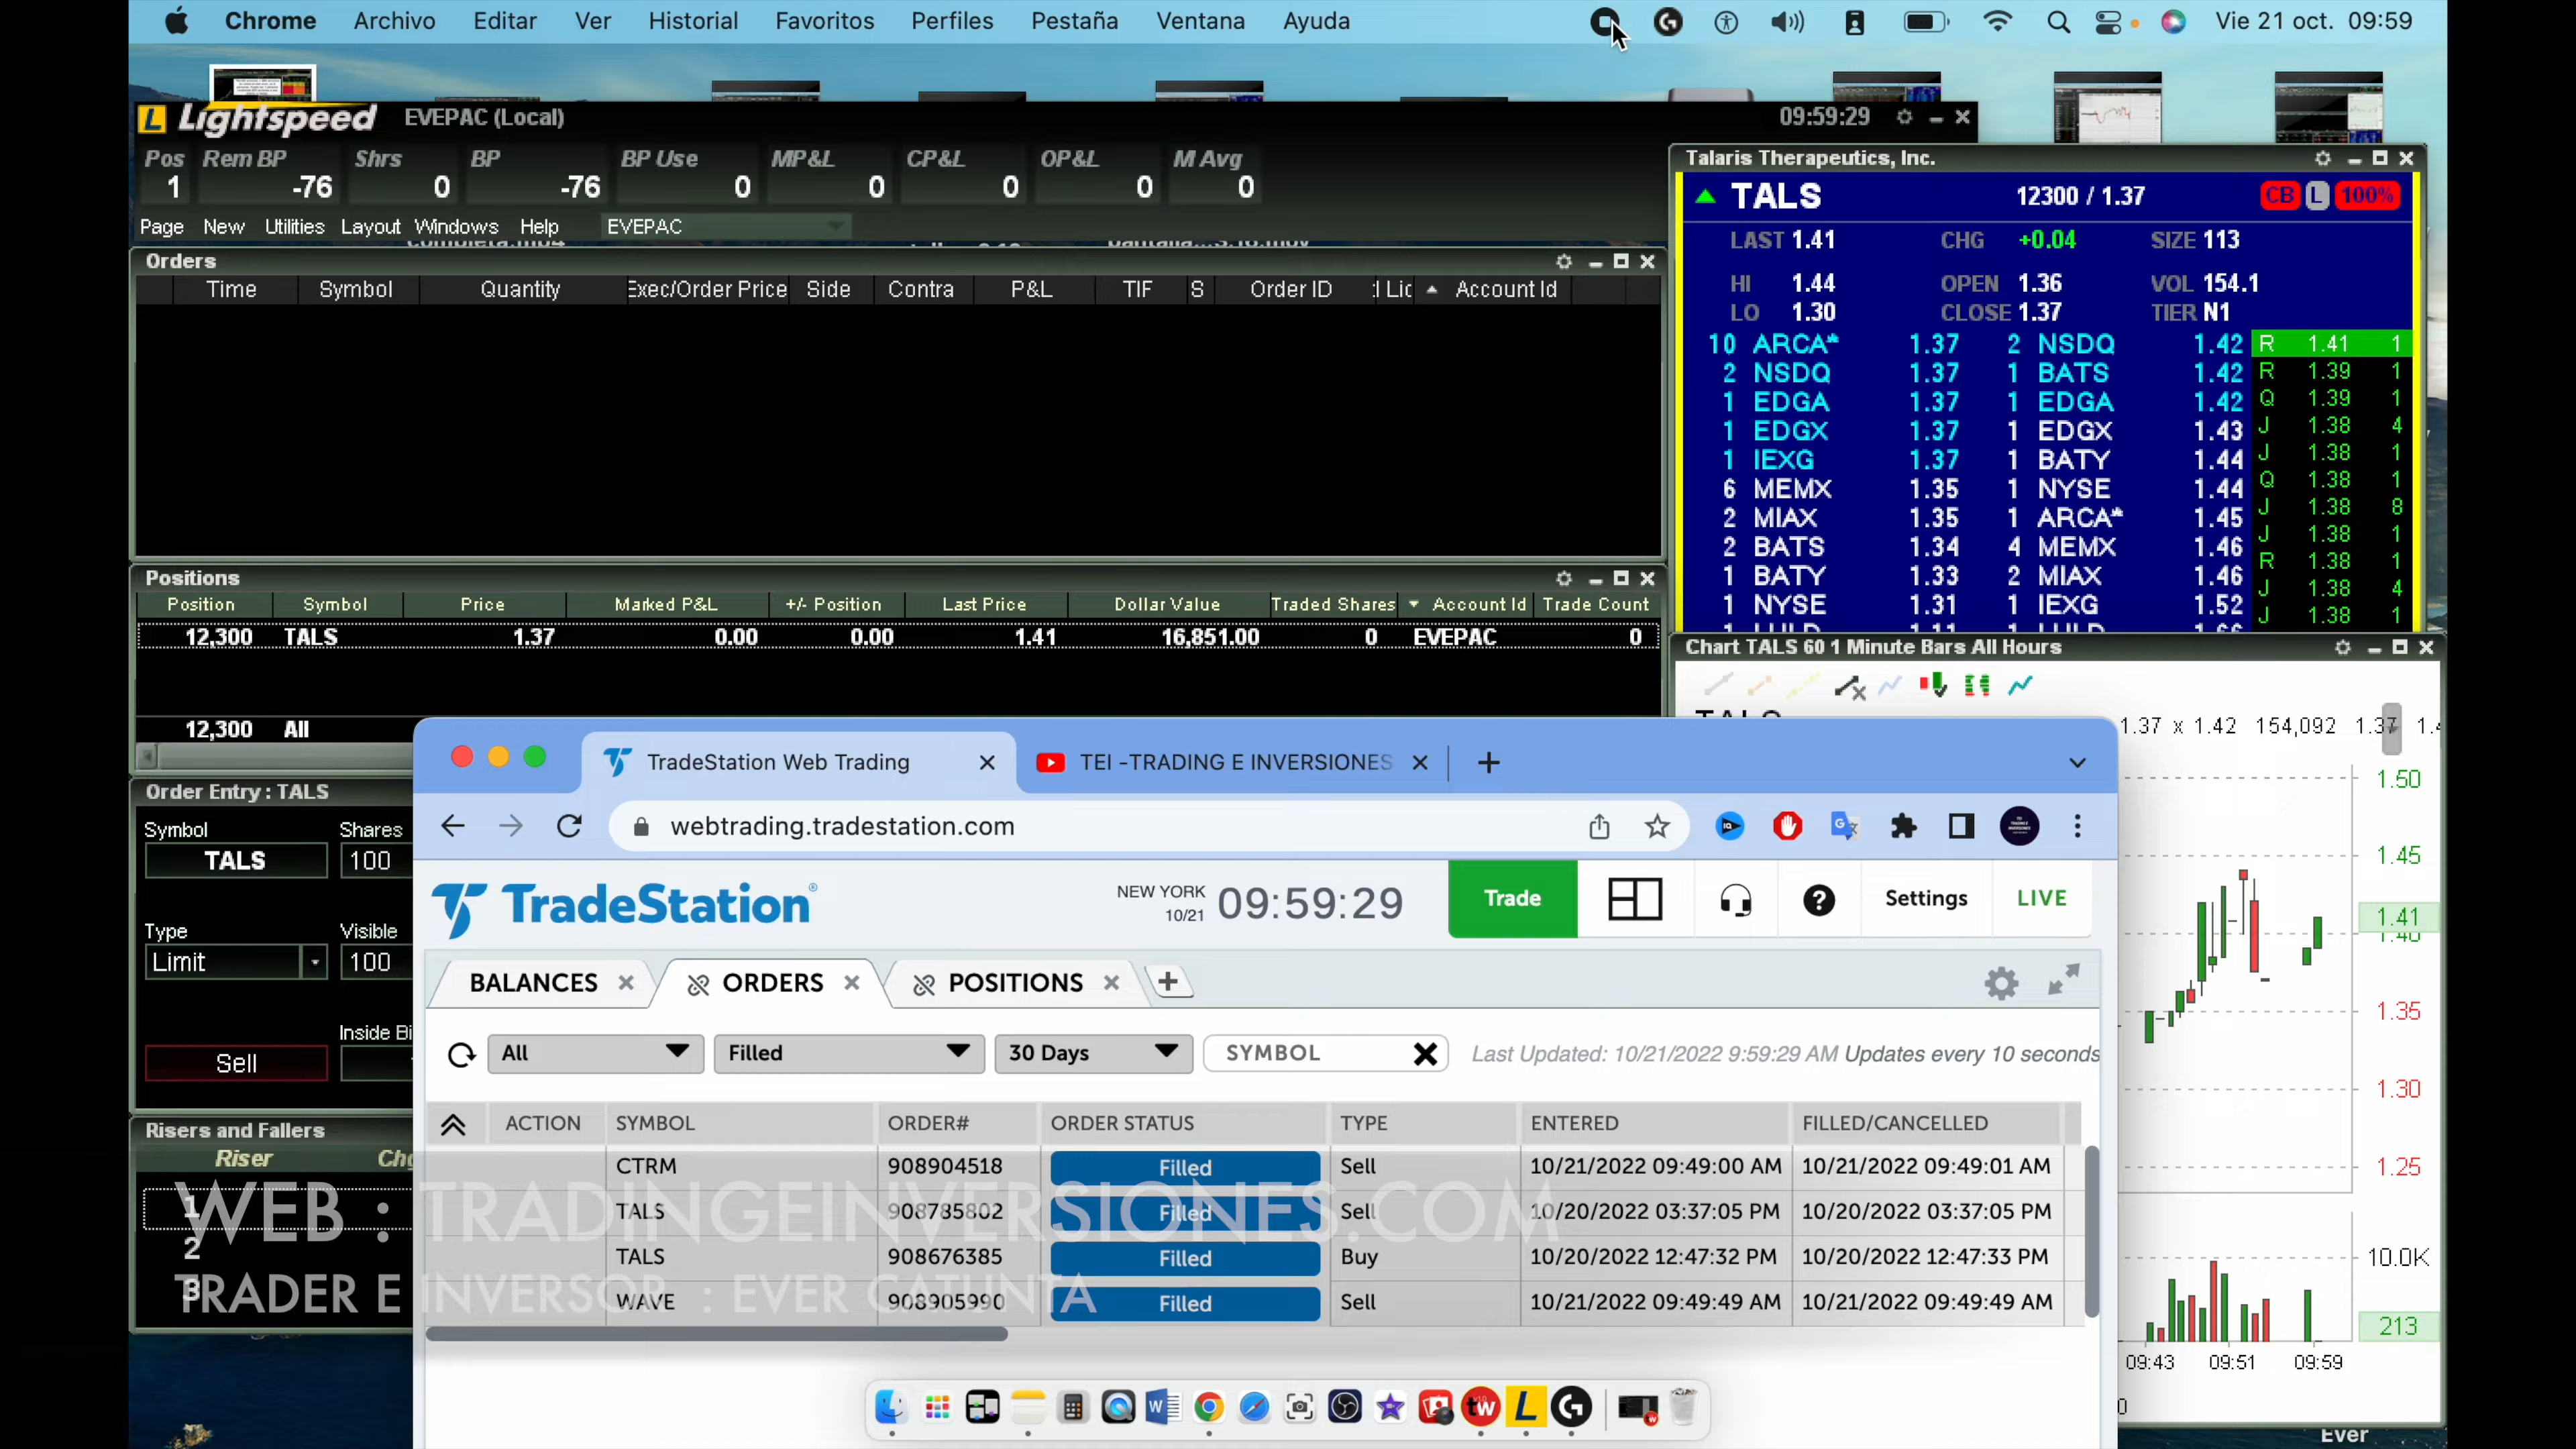 Chrome Archivo Editar Ver Historial Favoritos Perfiles Pestaña Ventana Ayuda Vie 21 oct. 09:59
Lightspeed EVEPAC (Local) 09:59:29
Pos Rem BP Shrs BP BP Use MP&L CP&L OP&L M Avg
1 -76 0 -76 0 0 0 0 0
Page New Utilities Layout Windows Help EVEPAC
Orders
Time Symbol Quantity Exec/Order Price Side Contra P&L TIF S Order ID Account Id
Positions
Position Symbol Price Marked P&L +/- Position Last Price Dollar Value Traded Shares Account Id Trade Count
12,300 TALS 1.37 0.00 0.00 1.41 16,851.00 0 EVEPAC 0
12,300 All
Talaris Therapeutics, Inc.
TALS 12300 / 1.37 CB L 100%
LAST 1.41 CHG +0.04 SIZE 113
HI 1.44 OPEN 1.36 VOL 154.1
LO 1.30 CLOSE 1.37 TIER N1
10 ARCA* 1.37 2 NSDQ 1.42 R 1.41 1
2 NSDQ 1.37 1 BATS 1.42 R 1.39 1
1 EDGA 1.37 1 EDGA 1.42 Q 1.39 1
1 EDGX 1.37 1 EDGX 1.43 J 1.38 4
1 IEXG 1.37 1 BATY 1.44 J 1.38 1
6 MEMX 1.35 1 NYSE 1.44 Q 1.38 1
2 MIAX 1.35 1 ARCA* 1.45 J 1.38 8
2 BATS 1.34 4 MEMX 1.46 J 1.38 1
1 BATY 1.33 2 MIAX 1.46 R 1.38 1
1 NYSE 1.31 1 IEXG 1.52 J 1.38 4
J 1.38 1
Chart TALS 60 1 Minute Bars All Hours
1.37 x 1.42 154,092 1.37
1.50
1.45
1.41
1.40
1.35
1.30
1.25
10.0K
213
09:43 09:51 09:59
Ever
Order Entry : TALS
Symbol Shares
TALS 100
Type Visible
Limit 100
Inside Bi
Sell
Risers and Fallers
Riser Chg
1
2
3
TradeStation Web Trading TEI -TRADING E INVERSIONES
webtrading.tradestation.com
TradeStation NEW YORK 10/21 09:59:29 Trade Settings LIVE
BALANCES ORDERS POSITIONS
All Filled 30 Days SYMBOL Last Updated: 10/21/2022 9:59:29 AM Updates every 10 seconds
ACTION SYMBOL ORDER# ORDER STATUS TYPE ENTERED FILLED/CANCELLED
CTRM 908904518 Filled Sell 10/21/2022 09:49:00 AM 10/21/2022 09:49:01 AM
TALS 908785802 Filled Sell 10/20/2022 03:37:05 PM 10/20/2022 03:37:05 PM
TALS 908676385 Filled Buy 10/20/2022 12:47:32 PM 10/20/2022 12:47:33 PM
WAVE 908905990 Filled Sell 10/21/2022 09:49:49 AM 10/21/2022 09:49:49 AM
WEB : TRADINGEINVERSIONES.COM
TRADER E INVERSOR : EVER CATUNTA